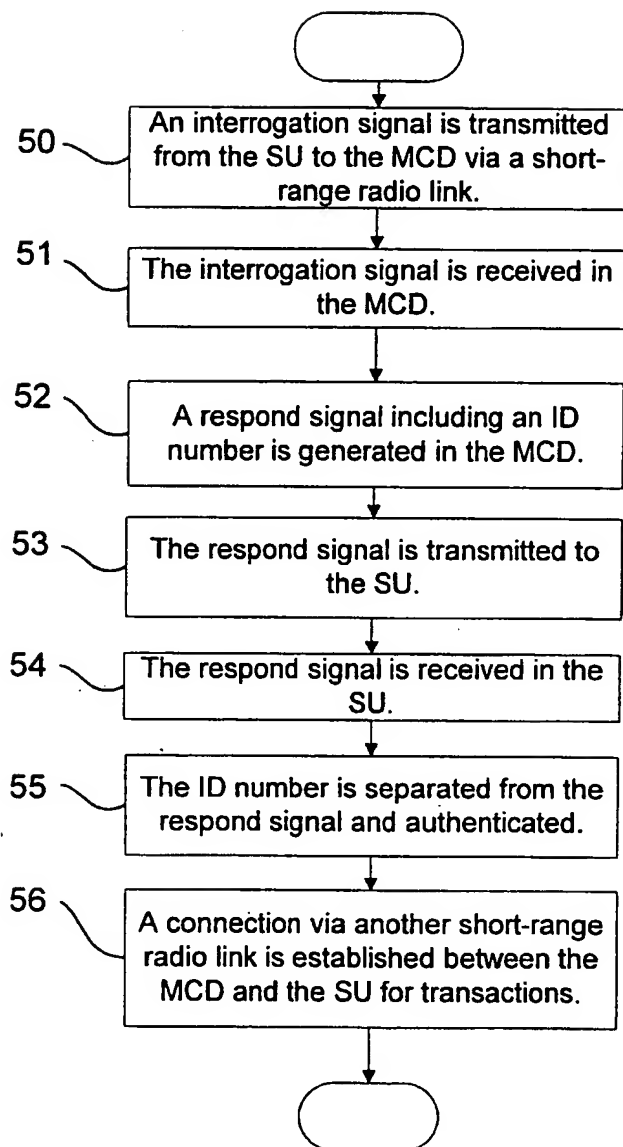 50
An interrogation signal is transmitted
from the SU to the MCD via a short-
range radio link.
51
The interrogation signal is received in
the MCD.
52
A respond signal including an ID
number is generated in the MCD.
53
The respond signal is transmitted to
the SU.
54
The respond signal is received in the
SU.
55
The ID number is separated from the
respond signal and authenticated.
56
A connection via another short-range
radio link is established between the
MCD and the SU for transactions.